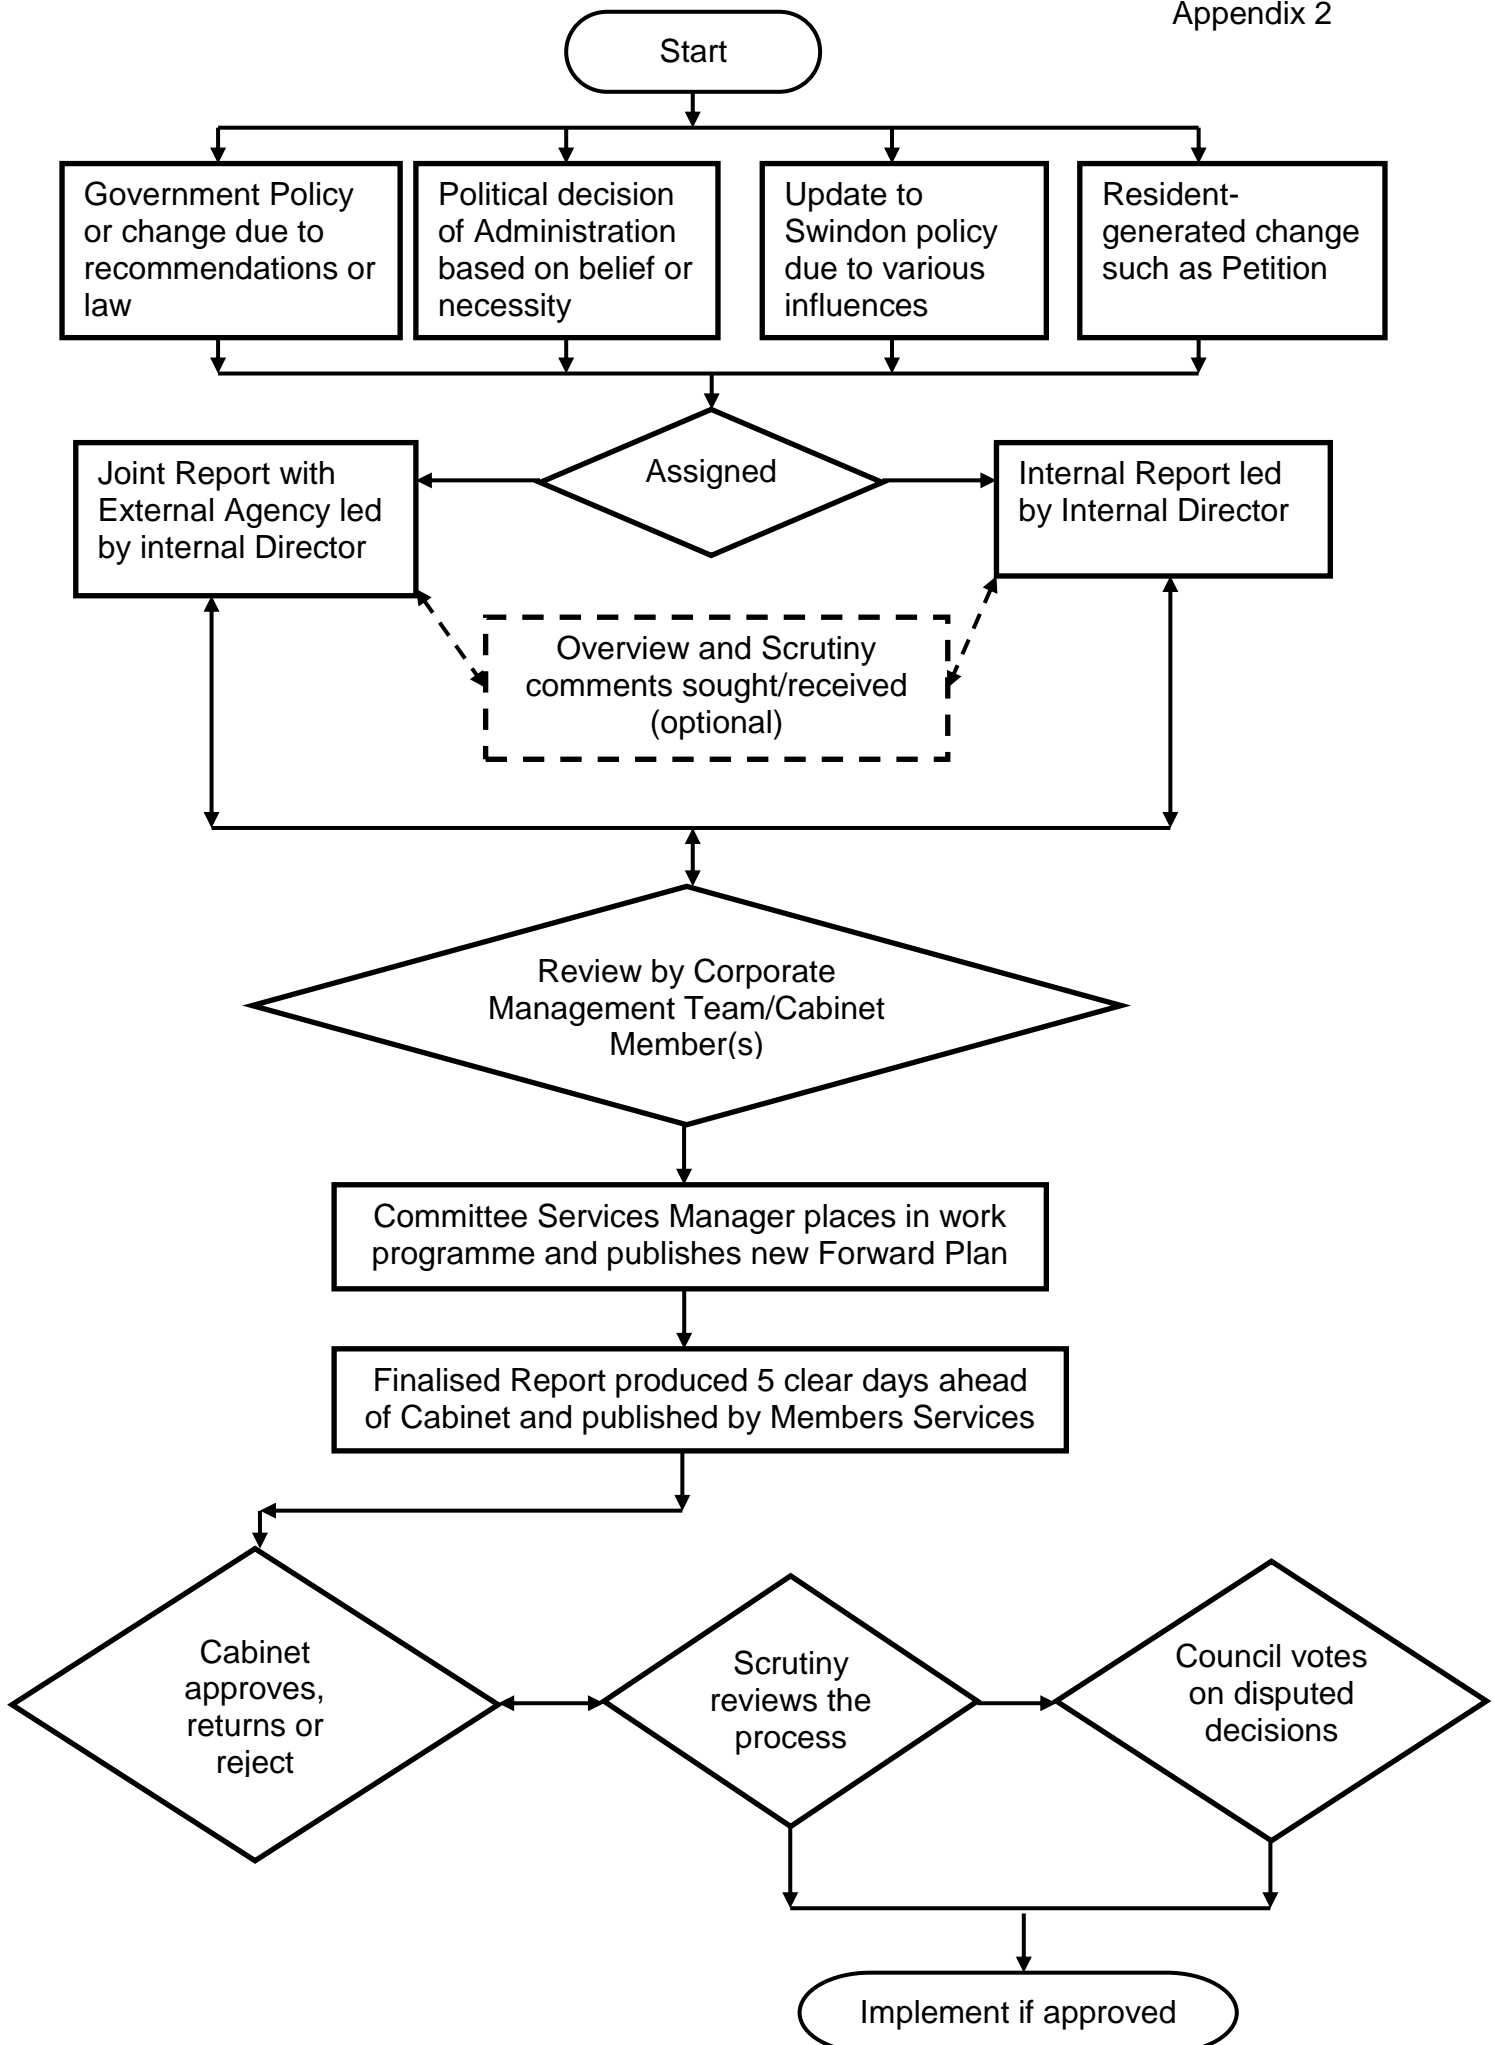 Appendix 2
Start
Government Policy
or change due to
recommendations or
law
Political decision
of Administration
based on belief or
necessity
Update to
Swindon policy
due to various
influences
Resident-
generated change
such as Petition
Assigned
Joint Report with
External Agency led
by internal Director
Internal Report led
by Internal Director
Overview and Scrutiny
comments sought/received
(optional)
Review by Corporate
Management Team/Cabinet
Member(s)
Committee Services Manager places in work
programme and publishes new Forward Plan
Finalised Report produced 5 clear days ahead
of Cabinet and published by Members Services
Cabinet
approves,
returns or
reject
Scrutiny
reviews the
process
Council votes
on disputed
decisions
Implement if approved